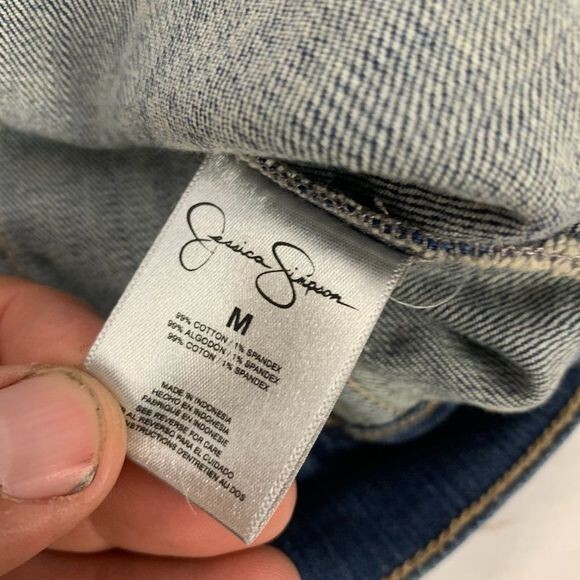 Jessica Simpson
M
99% COTTON / 1% SPANDEX
99% ALGODON / 1% SPANDEX
99% COTON / 1% SPANDEX
MADE IN INDONESIA
HECHO EN INDONESIA
FABRIQUE EN INDONESIE
SEE REVERSE FOR CARE
AL REVERSO PARA EL CUIDADO
INSTRUCTIONS D'ENTRETIEN AU DOS